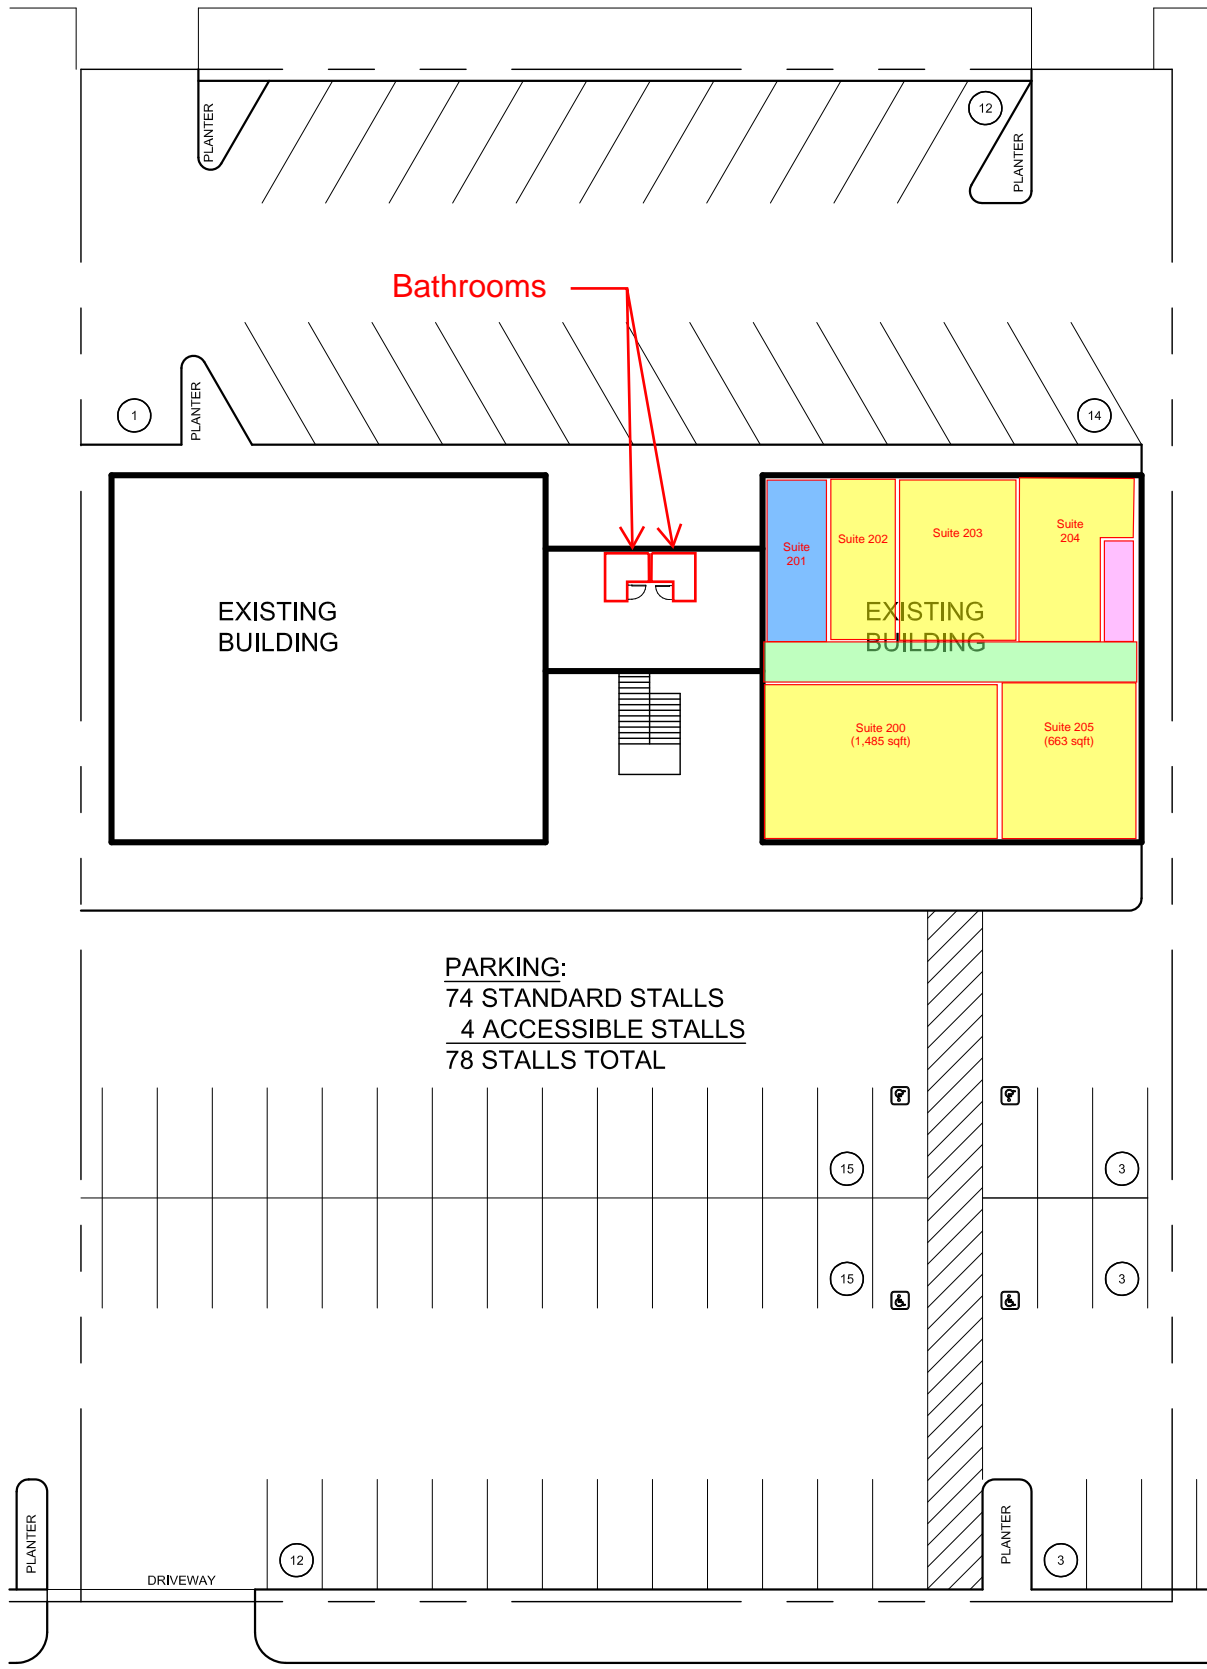 PLANTER
12
PLANTER
Bathrooms
1
PLANTER
14
EXISTING
BUILDING
Suite
201
Suite 202
Suite 203
Suite
204
EXISTING
BUILDING
Suite 200
(1,485 sqft)
Suite 205
(663 sqft)
PARKING:
74 STANDARD STALLS
4 ACCESSIBLE STALLS
78 STALLS TOTAL
15
3
15
3
PLANTER
12
DRIVEWAY
PLANTER
3